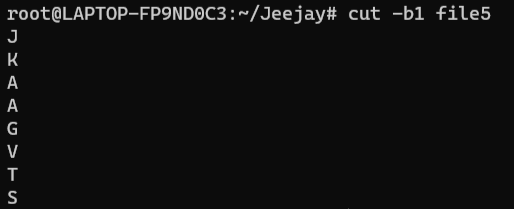 root@LAPTOP-FP9ND0C3:~/Jeejay# cut -b1 file5
J
K
A
A
G
V
T
S